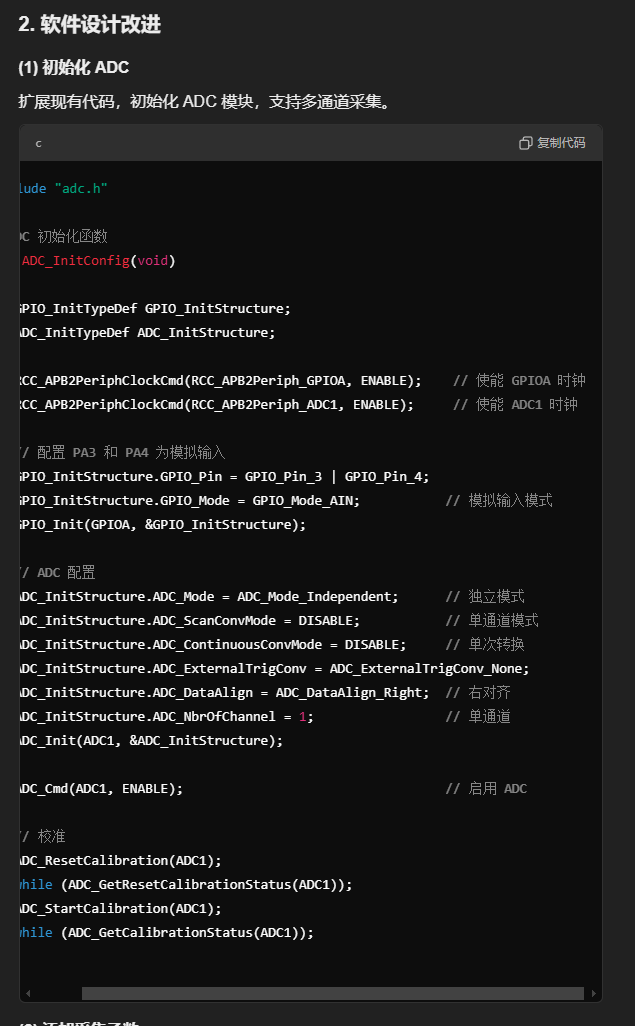 2. 软件设计改进
(1) 初始化 ADC
扩展现有代码，初始化 ADC 模块，支持多通道采集。
c
复制代码
lude "adc.h"
DC 初始化函数
ADC_InitConfig(void)
GPIO_InitTypeDef GPIO_InitStructure;
ADC_InitTypeDef ADC_InitStructure;
RCC_APB2PeriphClockCmd(RCC_APB2Periph_GPIOA, ENABLE);    // 使能 GPIOA 时钟
RCC_APB2PeriphClockCmd(RCC_APB2Periph_ADC1, ENABLE);     // 使能 ADC1 时钟
// 配置 PA3 和 PA4 为模拟输入
GPIO_InitStructure.GPIO_Pin = GPIO_Pin_3 | GPIO_Pin_4;
GPIO_InitStructure.GPIO_Mode = GPIO_Mode_AIN;           // 模拟输入模式
GPIO_Init(GPIOA, &GPIO_InitStructure);
// ADC 配置
ADC_InitStructure.ADC_Mode = ADC_Mode_Independent;      // 独立模式
ADC_InitStructure.ADC_ScanConvMode = DISABLE;           // 单通道模式
ADC_InitStructure.ADC_ContinuousConvMode = DISABLE;     // 单次转换
ADC_InitStructure.ADC_ExternalTrigConv = ADC_ExternalTrigConv_None;
ADC_InitStructure.ADC_DataAlign = ADC_DataAlign_Right;  // 右对齐
ADC_InitStructure.ADC_NbrOfChannel = 1;                 // 单通道
ADC_Init(ADC1, &ADC_InitStructure);
ADC_Cmd(ADC1, ENABLE);                                  // 启用 ADC
// 校准
ADC_ResetCalibration(ADC1);
while (ADC_GetResetCalibrationStatus(ADC1));
ADC_StartCalibration(ADC1);
while (ADC_GetCalibrationStatus(ADC1));